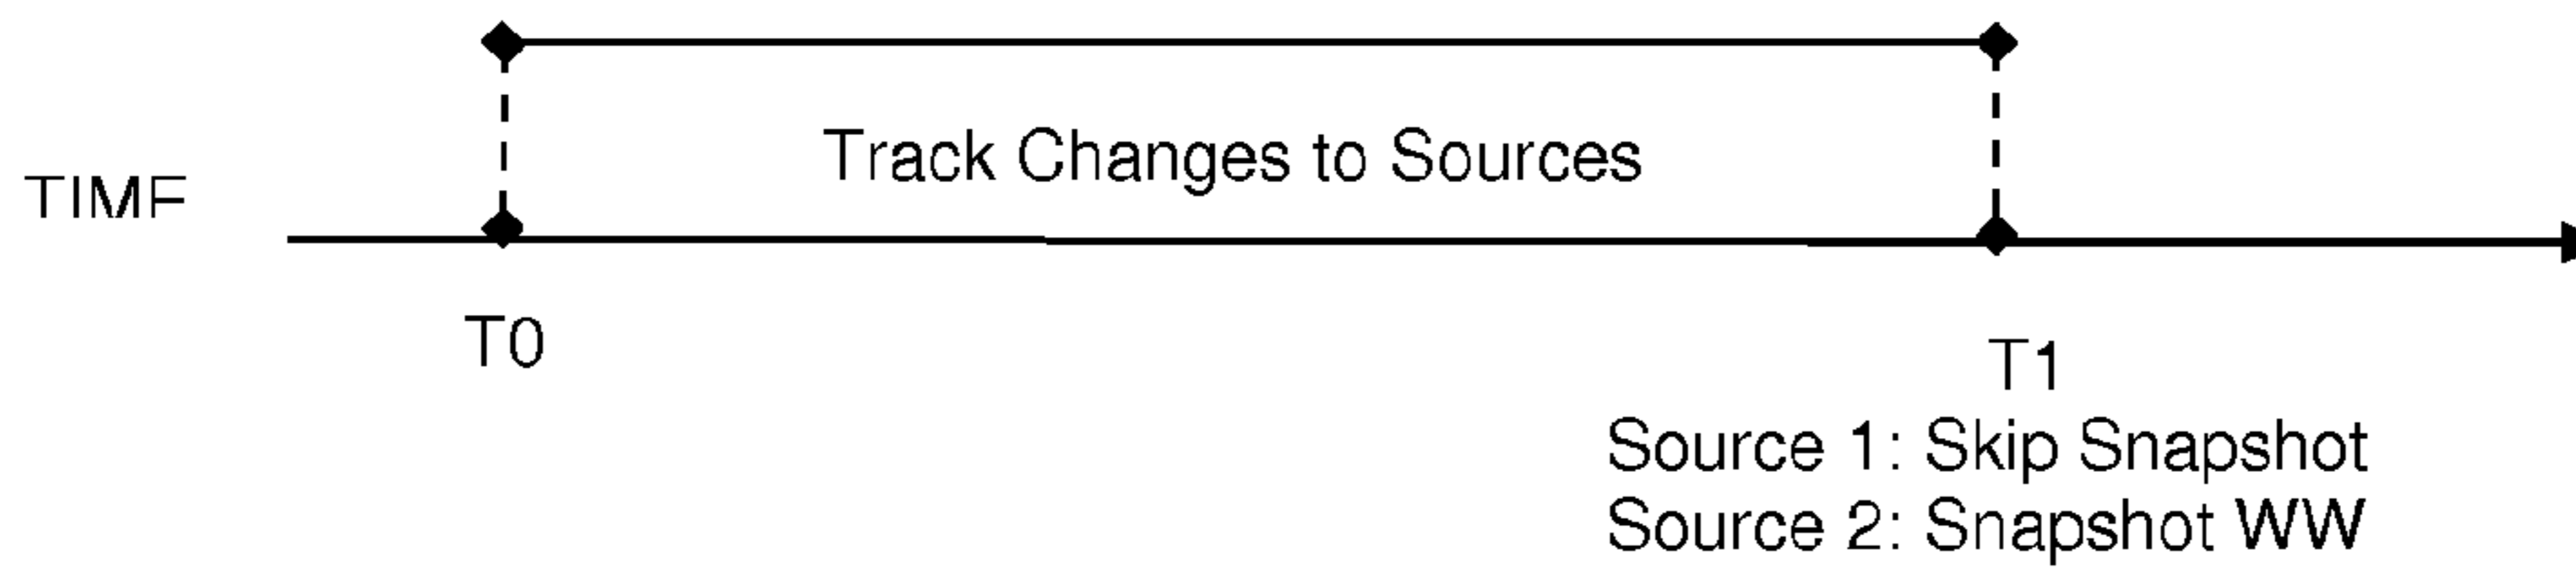 Track Changes to Sources
TIME
T0
T1
Source 1: Skip Snapshot
Source 2: Snapshot WW